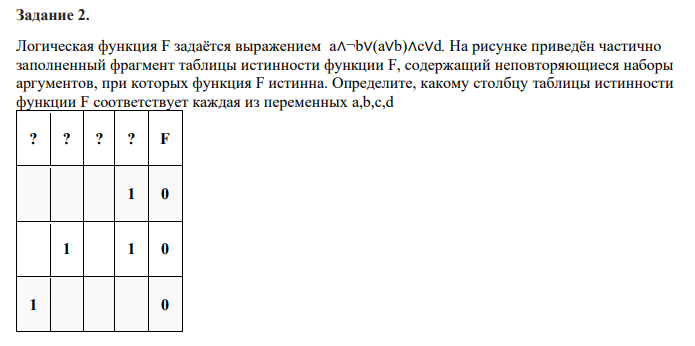 Задание 2.
Логическая функция F задаётся выражением a∧¬b∨(a∨b)∧c∨d. На рисунке приведён частично
заполненный фрагмент таблицы истинности функции F, содержащий неповторяющиеся наборы
аргументов, при которых функция F истинна. Определите, какому столбцу таблицы истинности
функции F соответствует каждая из переменных a,b,c,d
? ? ? ? F
1 0
1 1 0
1 0